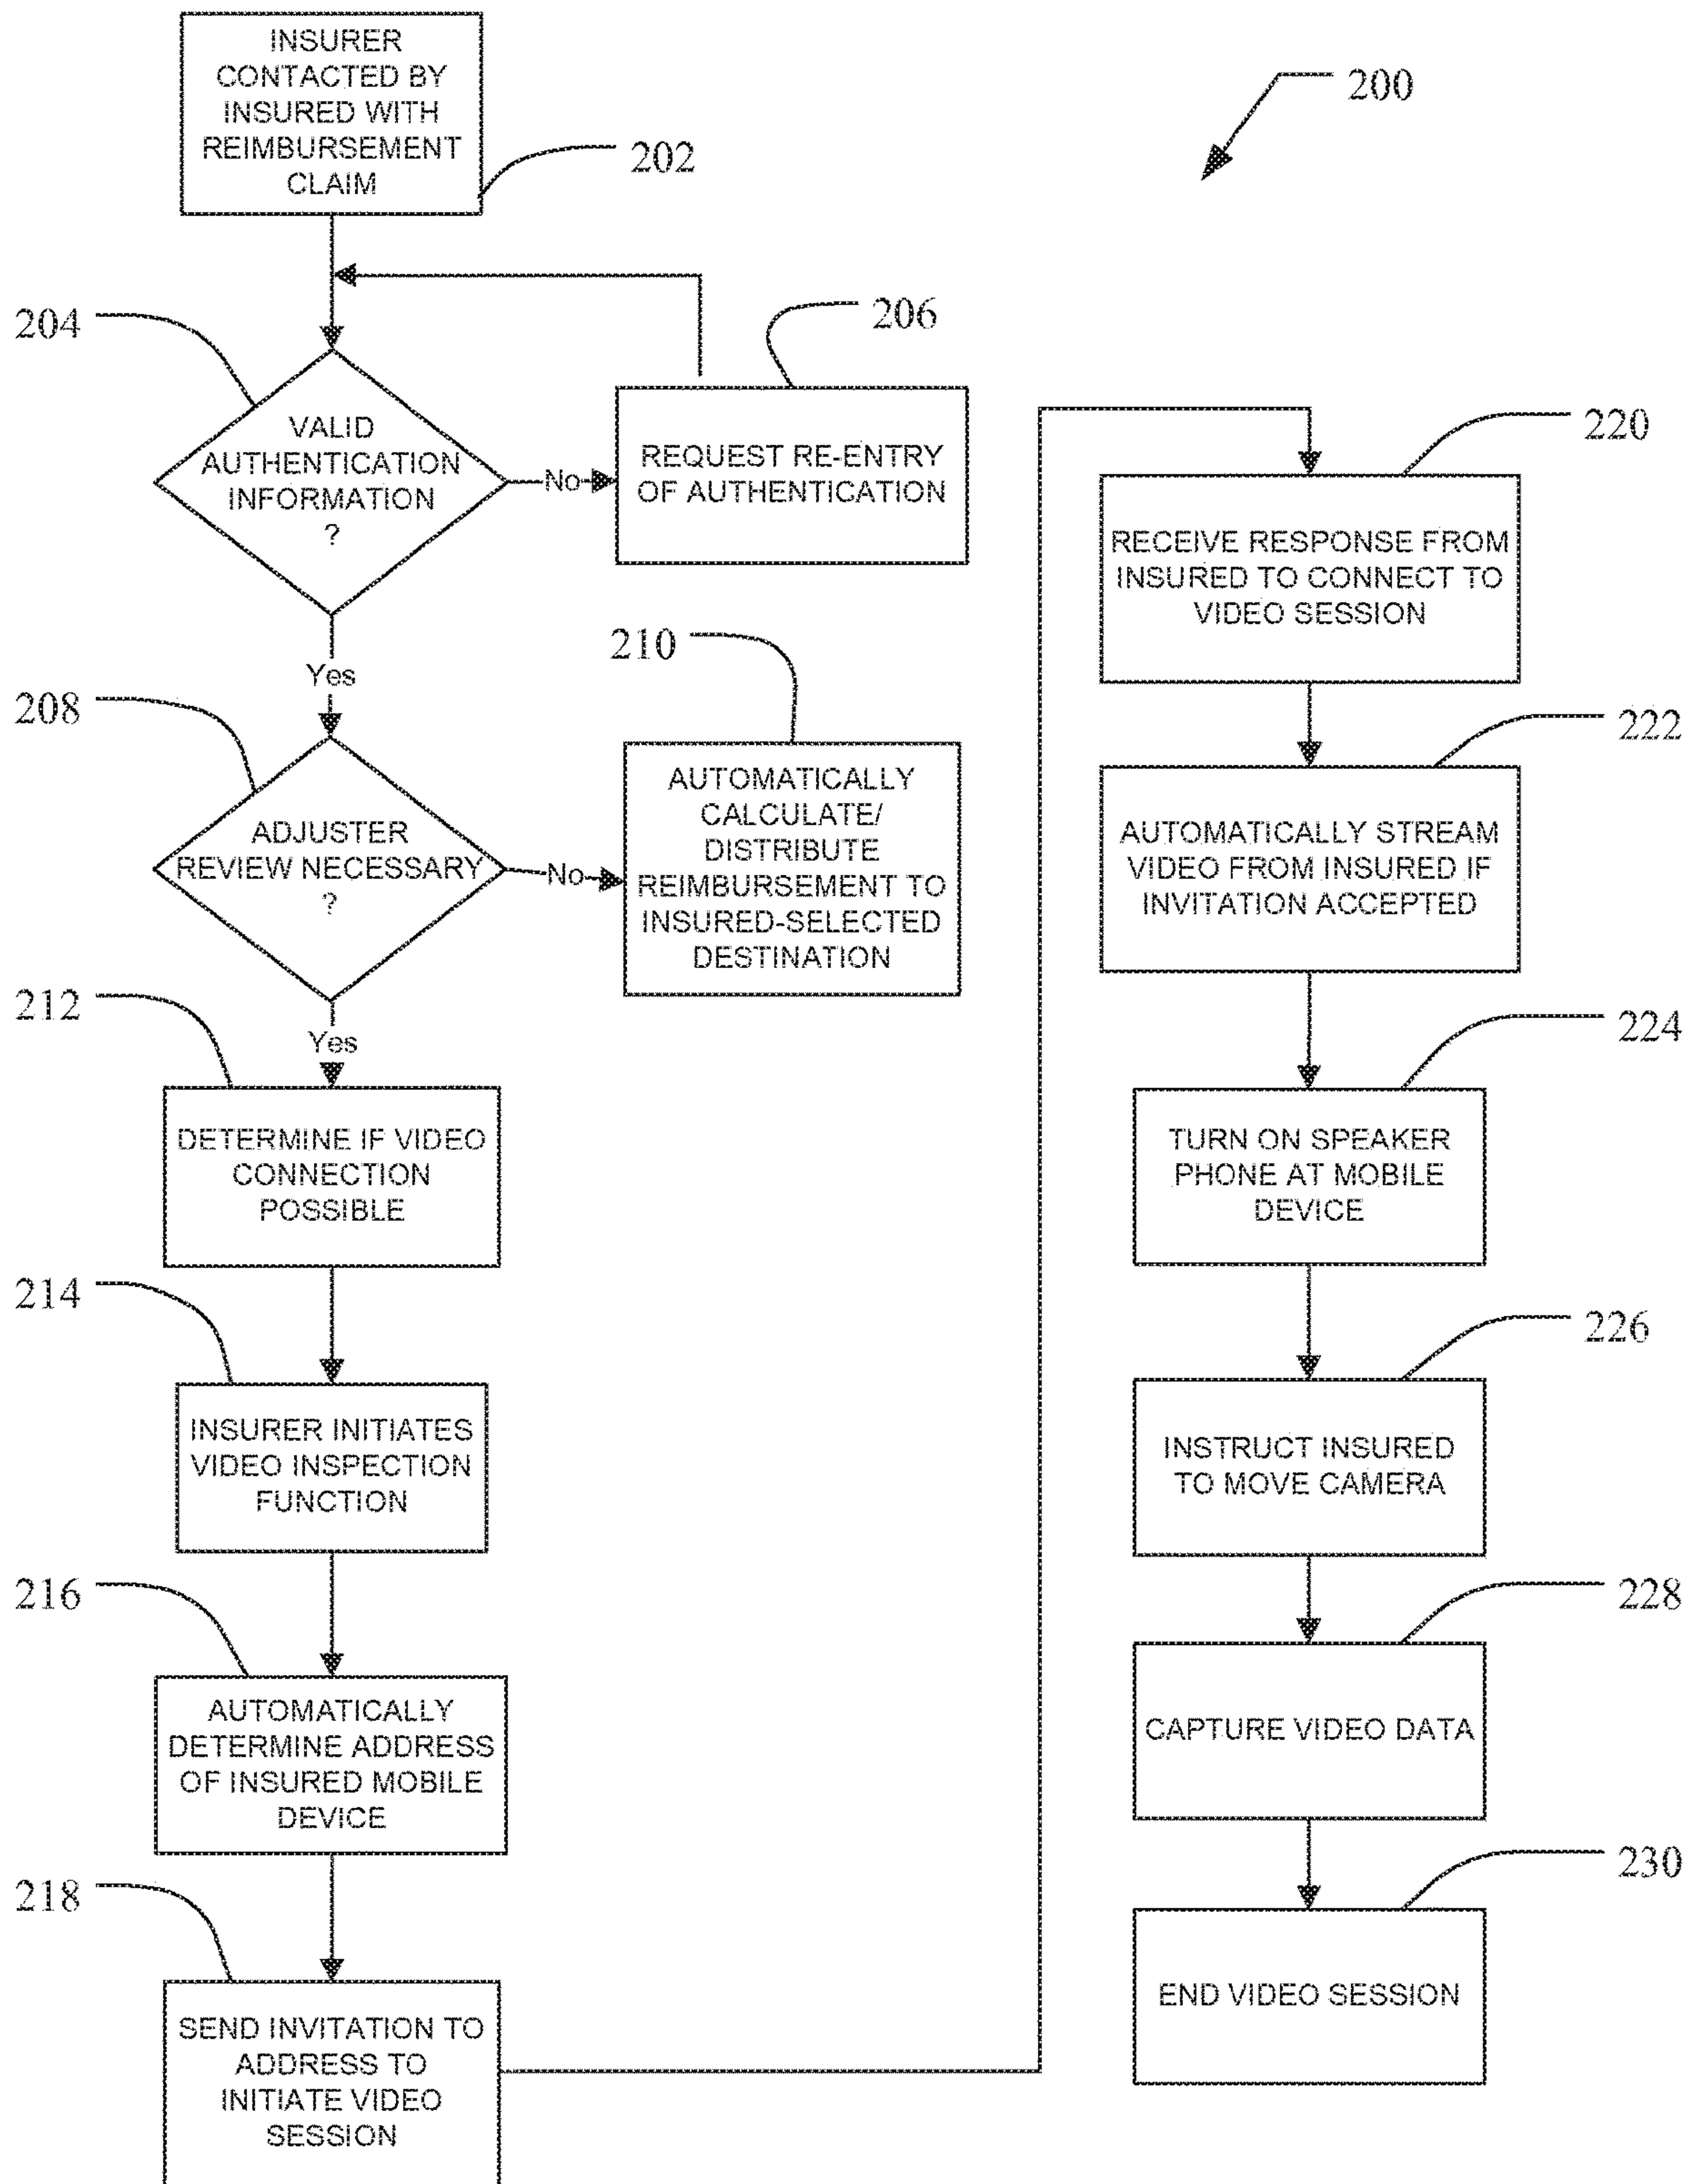 INSURER
CONTACTED BY
INSURED WITH
REIMBURSEMENT
CLAIM
202
200
204
VALID
AUTHENTICATION
INFORMATION
?
No
206
REQUEST RE-ENTRY
OF AUTHENTICATION
Yes
208
ADJUSTER
REVIEW NECESSARY
?
No
210
AUTOMATICALLY
CALCULATE/
DISTRIBUTE
REIMBURSEMENT TO
INSURED-SELECTED
DESTINATION
Yes
212
DETERMINE IF VIDEO
CONNECTION
POSSIBLE
214
INSURER INITIATES
VIDEO INSPECTION
FUNCTION
216
AUTOMATICALLY
DETERMINE ADDRESS
OF INSURED MOBILE
DEVICE
218
SEND INVITATION TO
ADDRESS TO
INITIATE VIDEO
SESSION
220
RECEIVE RESPONSE FROM
INSURED TO CONNECT TO
VIDEO SESSION
222
AUTOMATICALLY STREAM
VIDEO FROM INSURED IF
INVITATION ACCEPTED
224
TURN ON SPEAKER
PHONE AT MOBILE
DEVICE
226
INSTRUCT INSURED
TO MOVE CAMERA
228
CAPTURE VIDEO DATA
230
END VIDEO SESSION